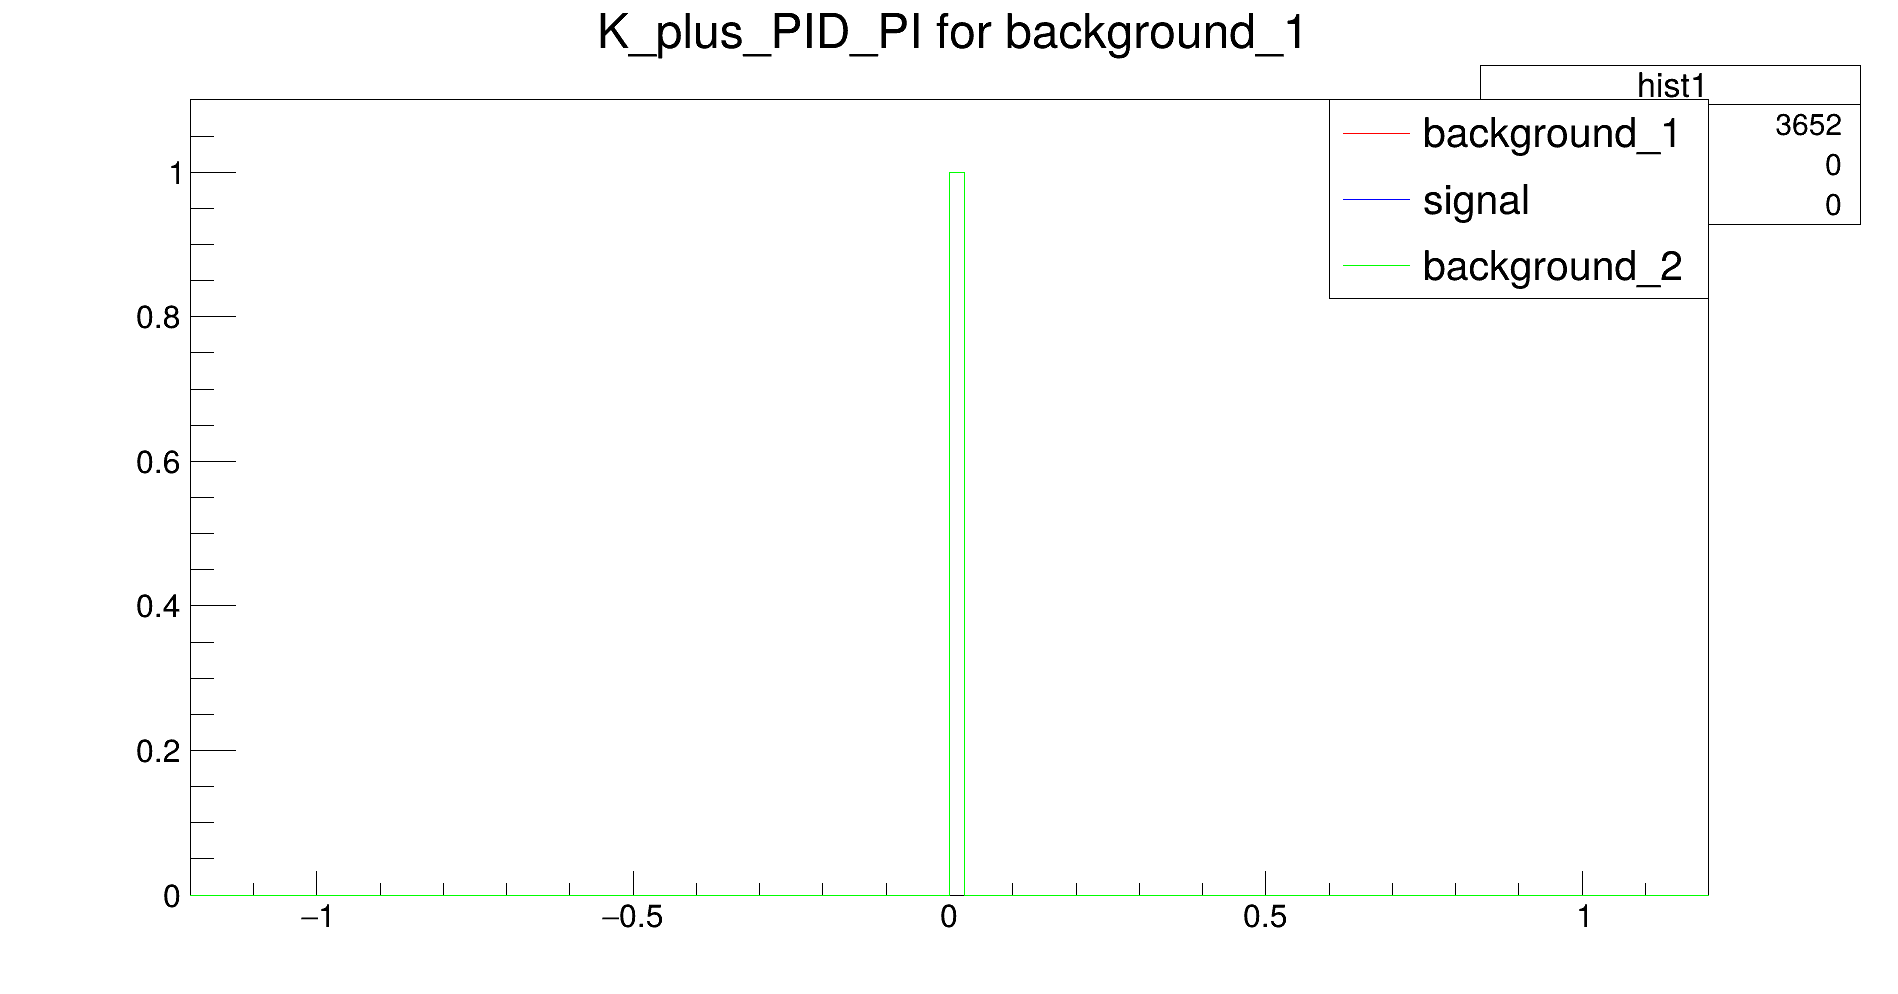 K_plus_PID_PI for background_1
hist1
3652
0
0
background_1
signal
background_2
1
0.8
0.6
0.4
0.2
0
−1
−0.5
0
0.5
1